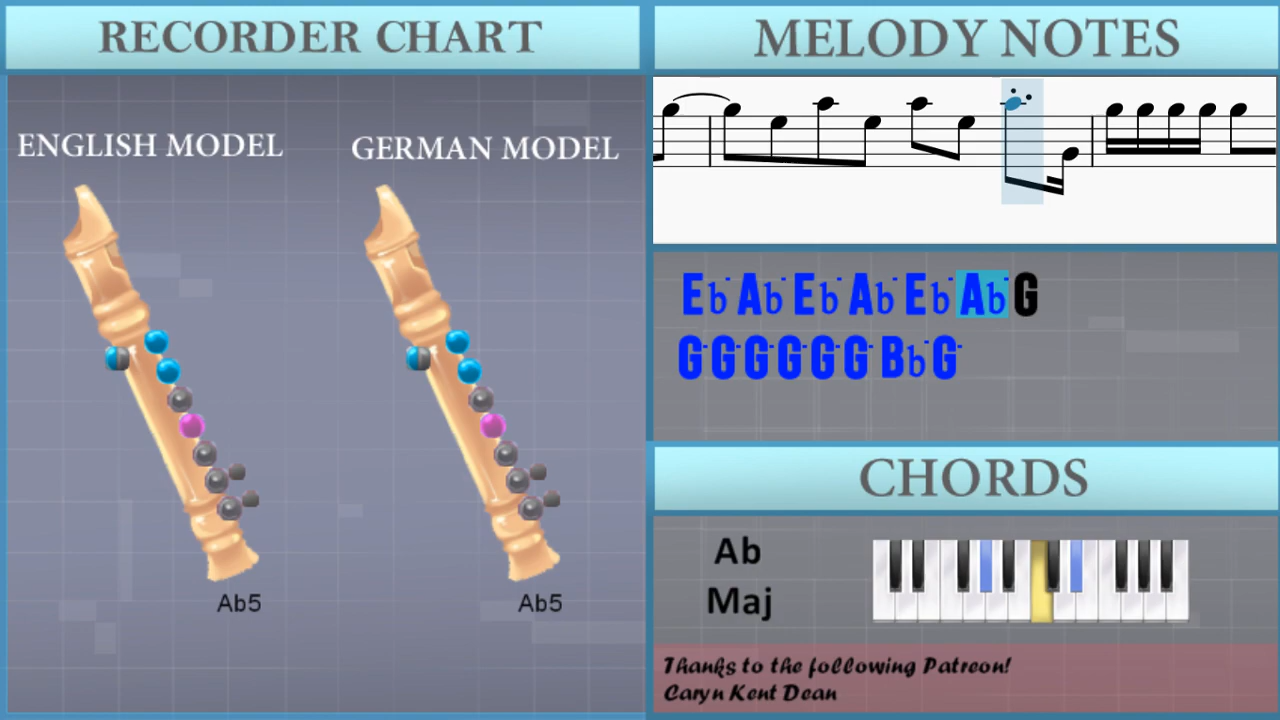 RECORDER CHART
ENGLISH MODEL
GERMAN MODEL
Ab5
Ab5
MELODY NOTES
Eb˙ Ab˙ Eb˙ Ab˙ Eb˙ Ab˙ G
G˙ G˙ G˙ G˙ G˙ G˙ Bb˙ G˙
CHORDS
Ab
Maj
Thanks to the following Patreon!
Caryn Kent Dean